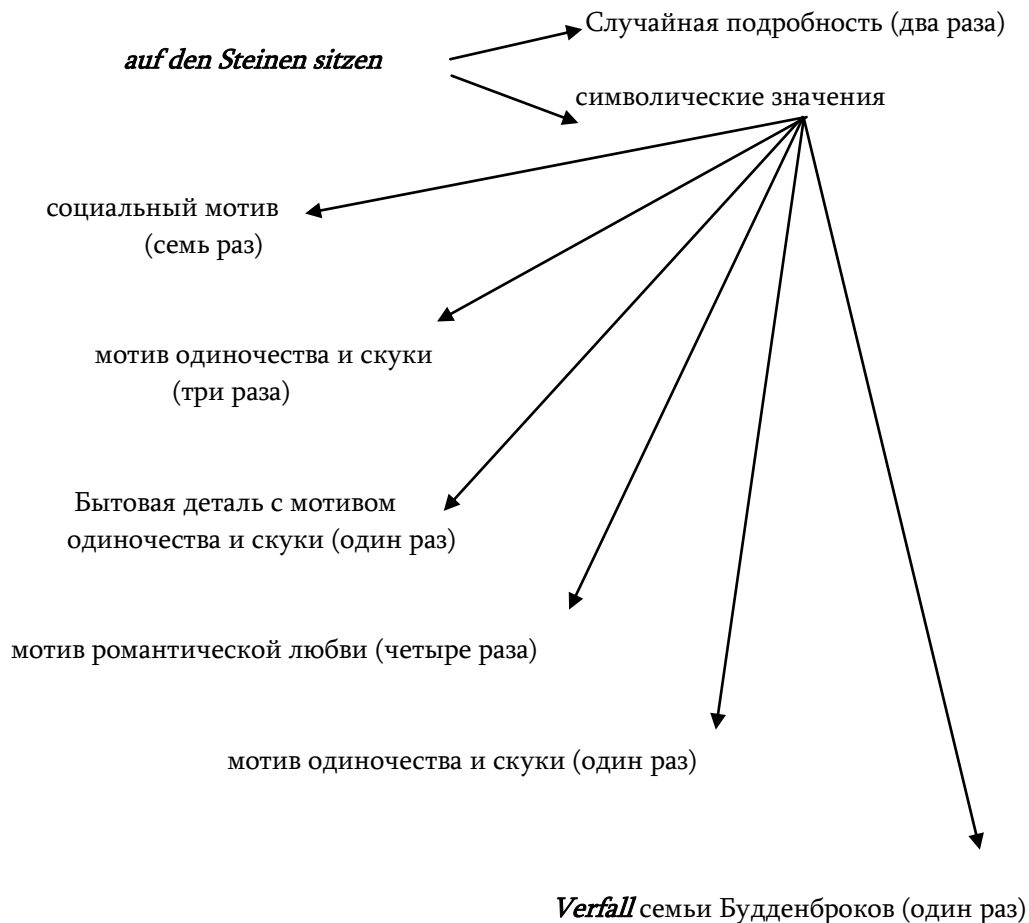 Случайная подробность (два раза)
auf den Steinen sitzen
символические значения
социальный мотив
(семь раз)
мотив одиночества и скуки
(три раза)
Бытовая деталь с мотивом
одиночества и скуки (один раз)
мотив романтической любви (четыре раза)
мотив одиночества и скуки (один раз)
Verfall семьи Будденброков (один раз)